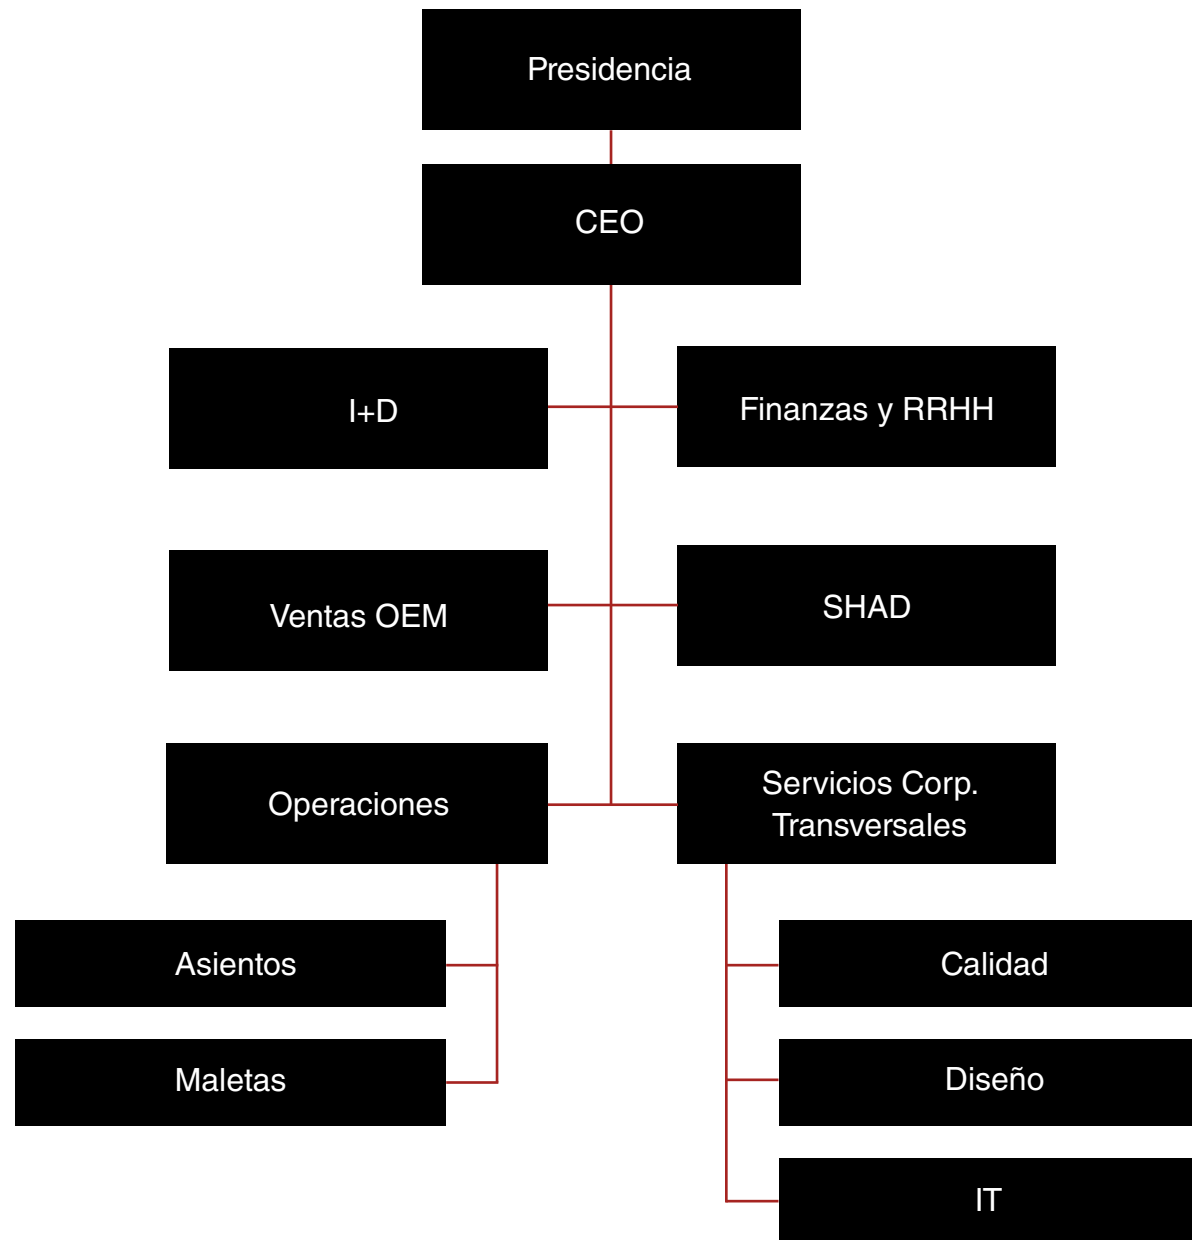 Presidencia
CEO
I+D
Finanzas y RRHH
Ventas OEM
SHAD
Operaciones
Servicios Corp.
Transversales
Asientos
Calidad
Maletas
Diseño
IT